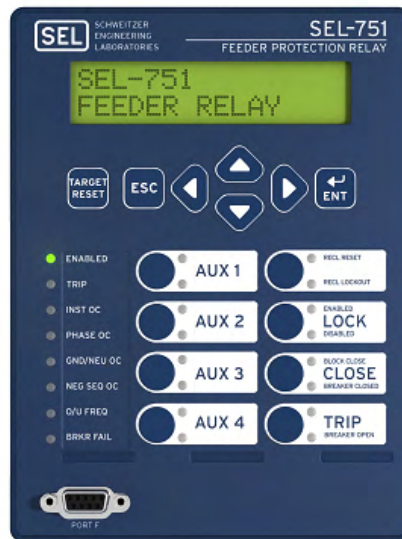 SEL
SCHWEITZER
ENGINEERING
LABORATORIES
SEL-751
FEEDER PROTECTION RELAY
SEL-751
FEEDER RELAY
TARGET
RESET
ESC
ENT
ENABLED
TRIP
INST OC
PHASE OC
GND/NEU OC
NEG SEQ OC
O/U FREQ
BRKR FAIL
AUX 1
RECL RESET
RECL LOCKOUT
AUX 2
ENABLED
LOCK
DISABLED
AUX 3
BLOCK CLOSE
CLOSE
BREAKER CLOSED
AUX 4
TRIP
BREAKER OPEN
PORT F